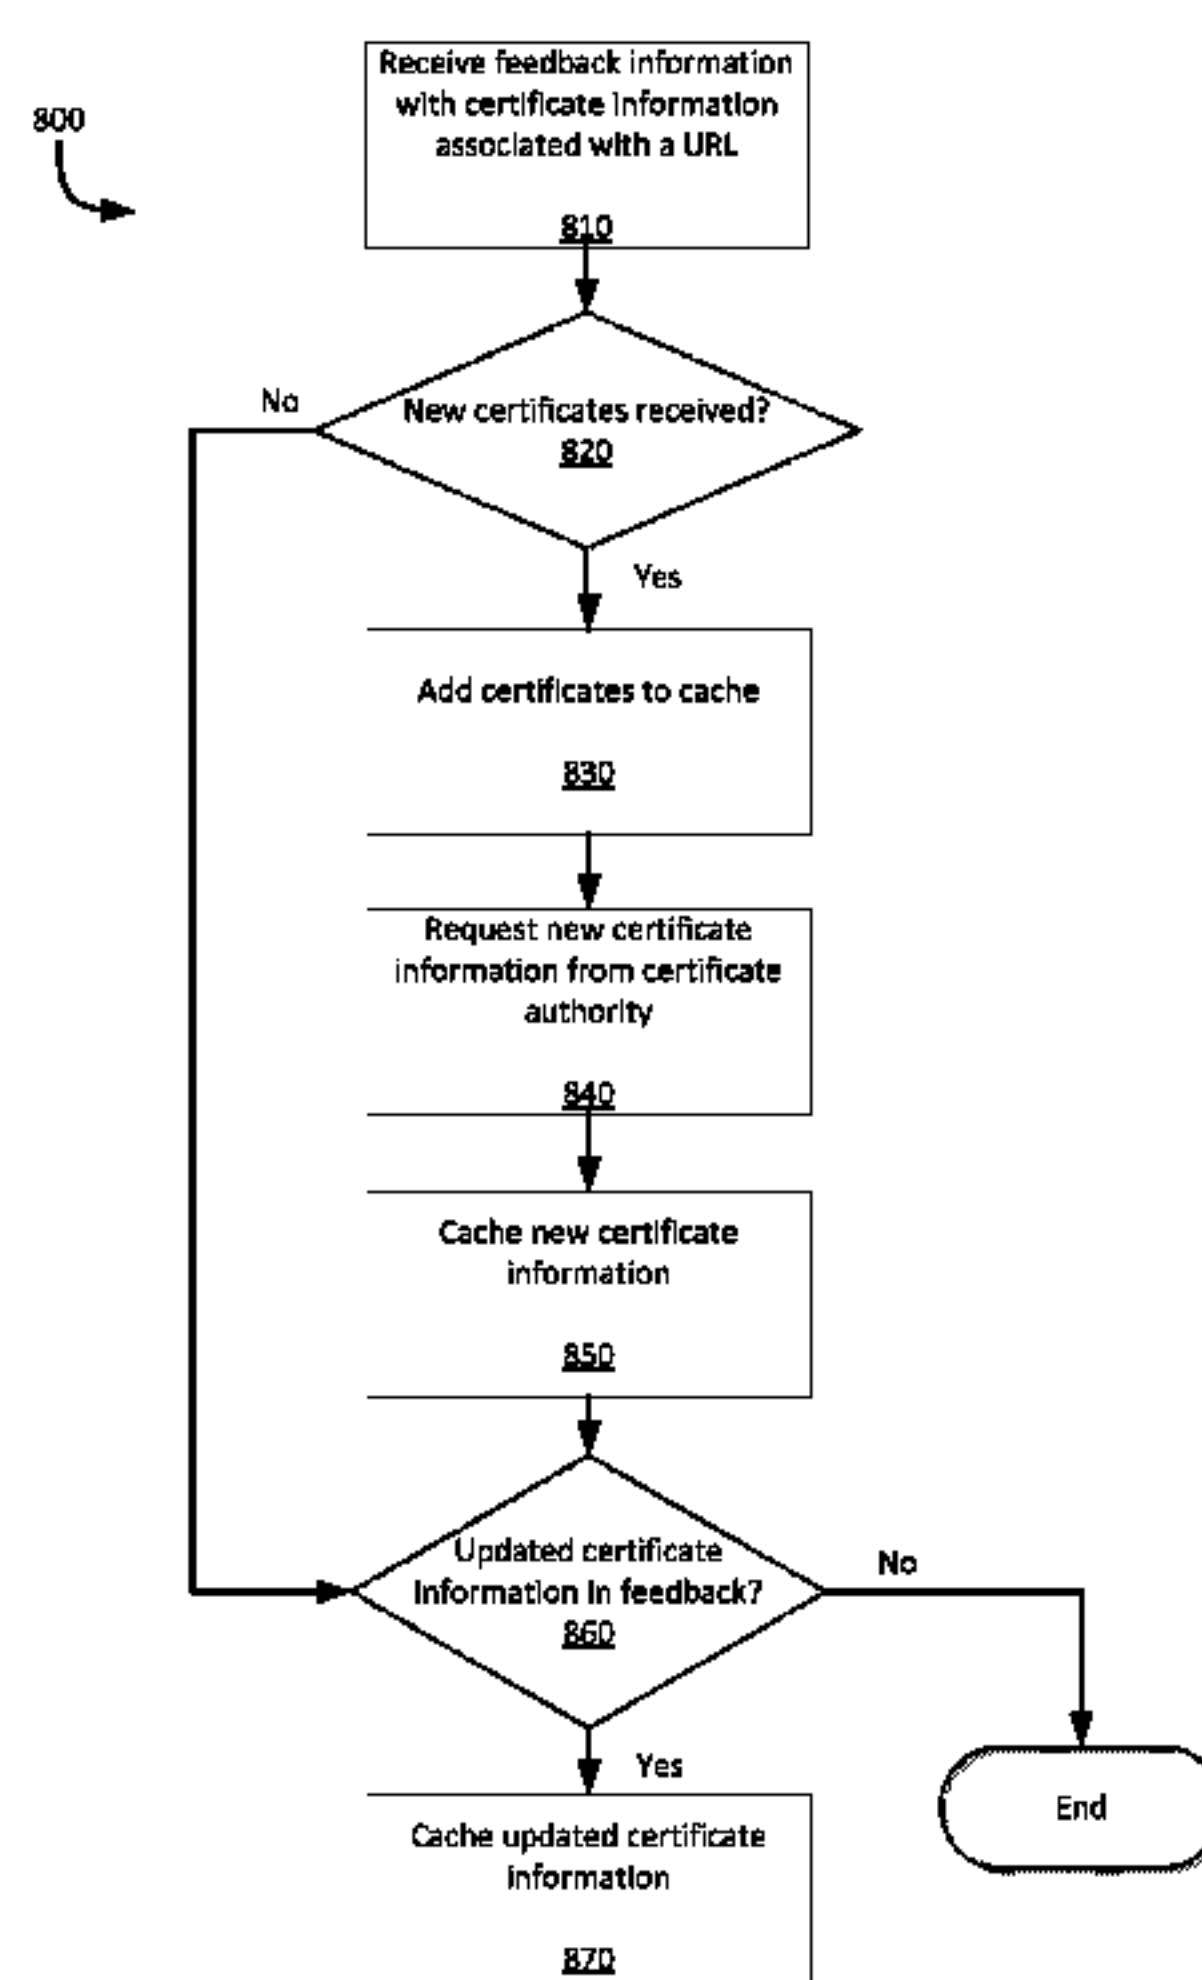 800
Receive feedback information
with certificate information
associated with a URL
810
No
New certificates received?
820
Yes
Add certificates to cache
830
Request new certificate
information from certificate
authority
840
Cache new certificate
information
850
Updated certificate
information in feedback?
860
No
Yes
End
Cache updated certificate
information
870